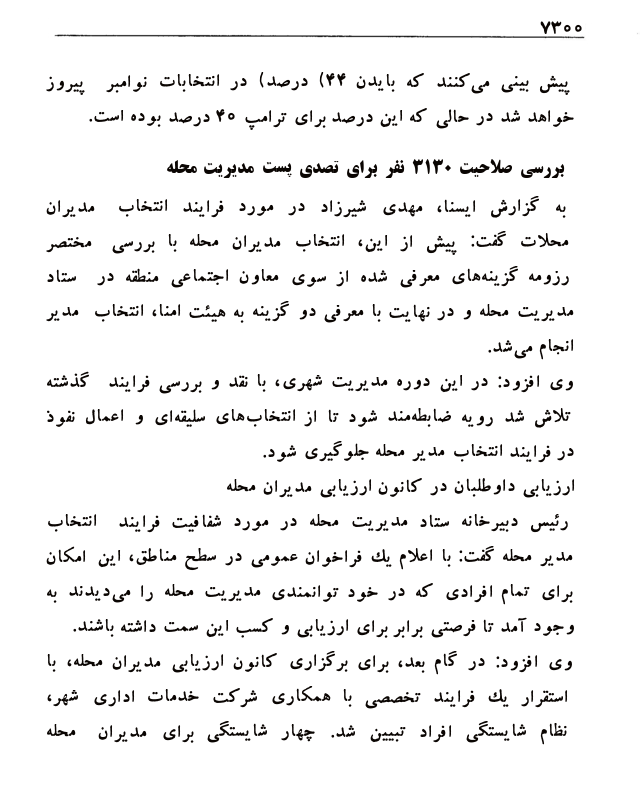 ۷۳۰۰
پیش بینی می‌کنند که بایدن ۴۴) درصد) در انتخابات نوامبر پیروز
خواهد شد در حالی که این درصد برای ترامپ ۴۰ درصد بوده است.
بررسی صلاحیت ۳۱۳۰ نفر برای تصدی پست مدیریت محله
به گزارش ایسنا، مهدی شیرزاد در مورد فرایند انتخاب مدیران
محلات گفت: پیش از این، انتخاب مدیران محله با بررسی مختصر
رزومه گزینه‌های معرفی شده از سوی معاون اجتماعی منطقه در ستاد
مدیریت محله و در نهایت با معرفی دو گزینه به هیئت امنا، انتخاب مدیر
انجام می‌شد.
وی افزود: در این دوره مدیریت شهری، با نقد و بررسی فرایند گذشته
تلاش شد رویه ضابطه‌مند شود تا از انتخاب‌های سلیقه‌ای و اعمال نفوذ
در فرایند انتخاب مدیر محله جلوگیری شود.
ارزیابی داوطلبان در کانون ارزیابی مدیران محله
رئیس دبیرخانه ستاد مدیریت محله در مورد شفافیت فرایند انتخاب
مدیر محله گفت: با اعلام یك فراخوان عمومی در سطح مناطق، این امکان
برای تمام افرادی که در خود توانمندی مدیریت محله را می‌دیدند به
وجود آمد تا فرصتی برابر برای ارزیابی و کسب این سمت داشته باشند.
وی افزود: در گام بعد، برای برگزاری کانون ارزیابی مدیران محله، با
استقرار یك فرایند تخصصی با همکاری شرکت خدمات اداری شهر،
نظام شایستگی افراد تبیین شد. چهار شایستگی برای مدیران محله